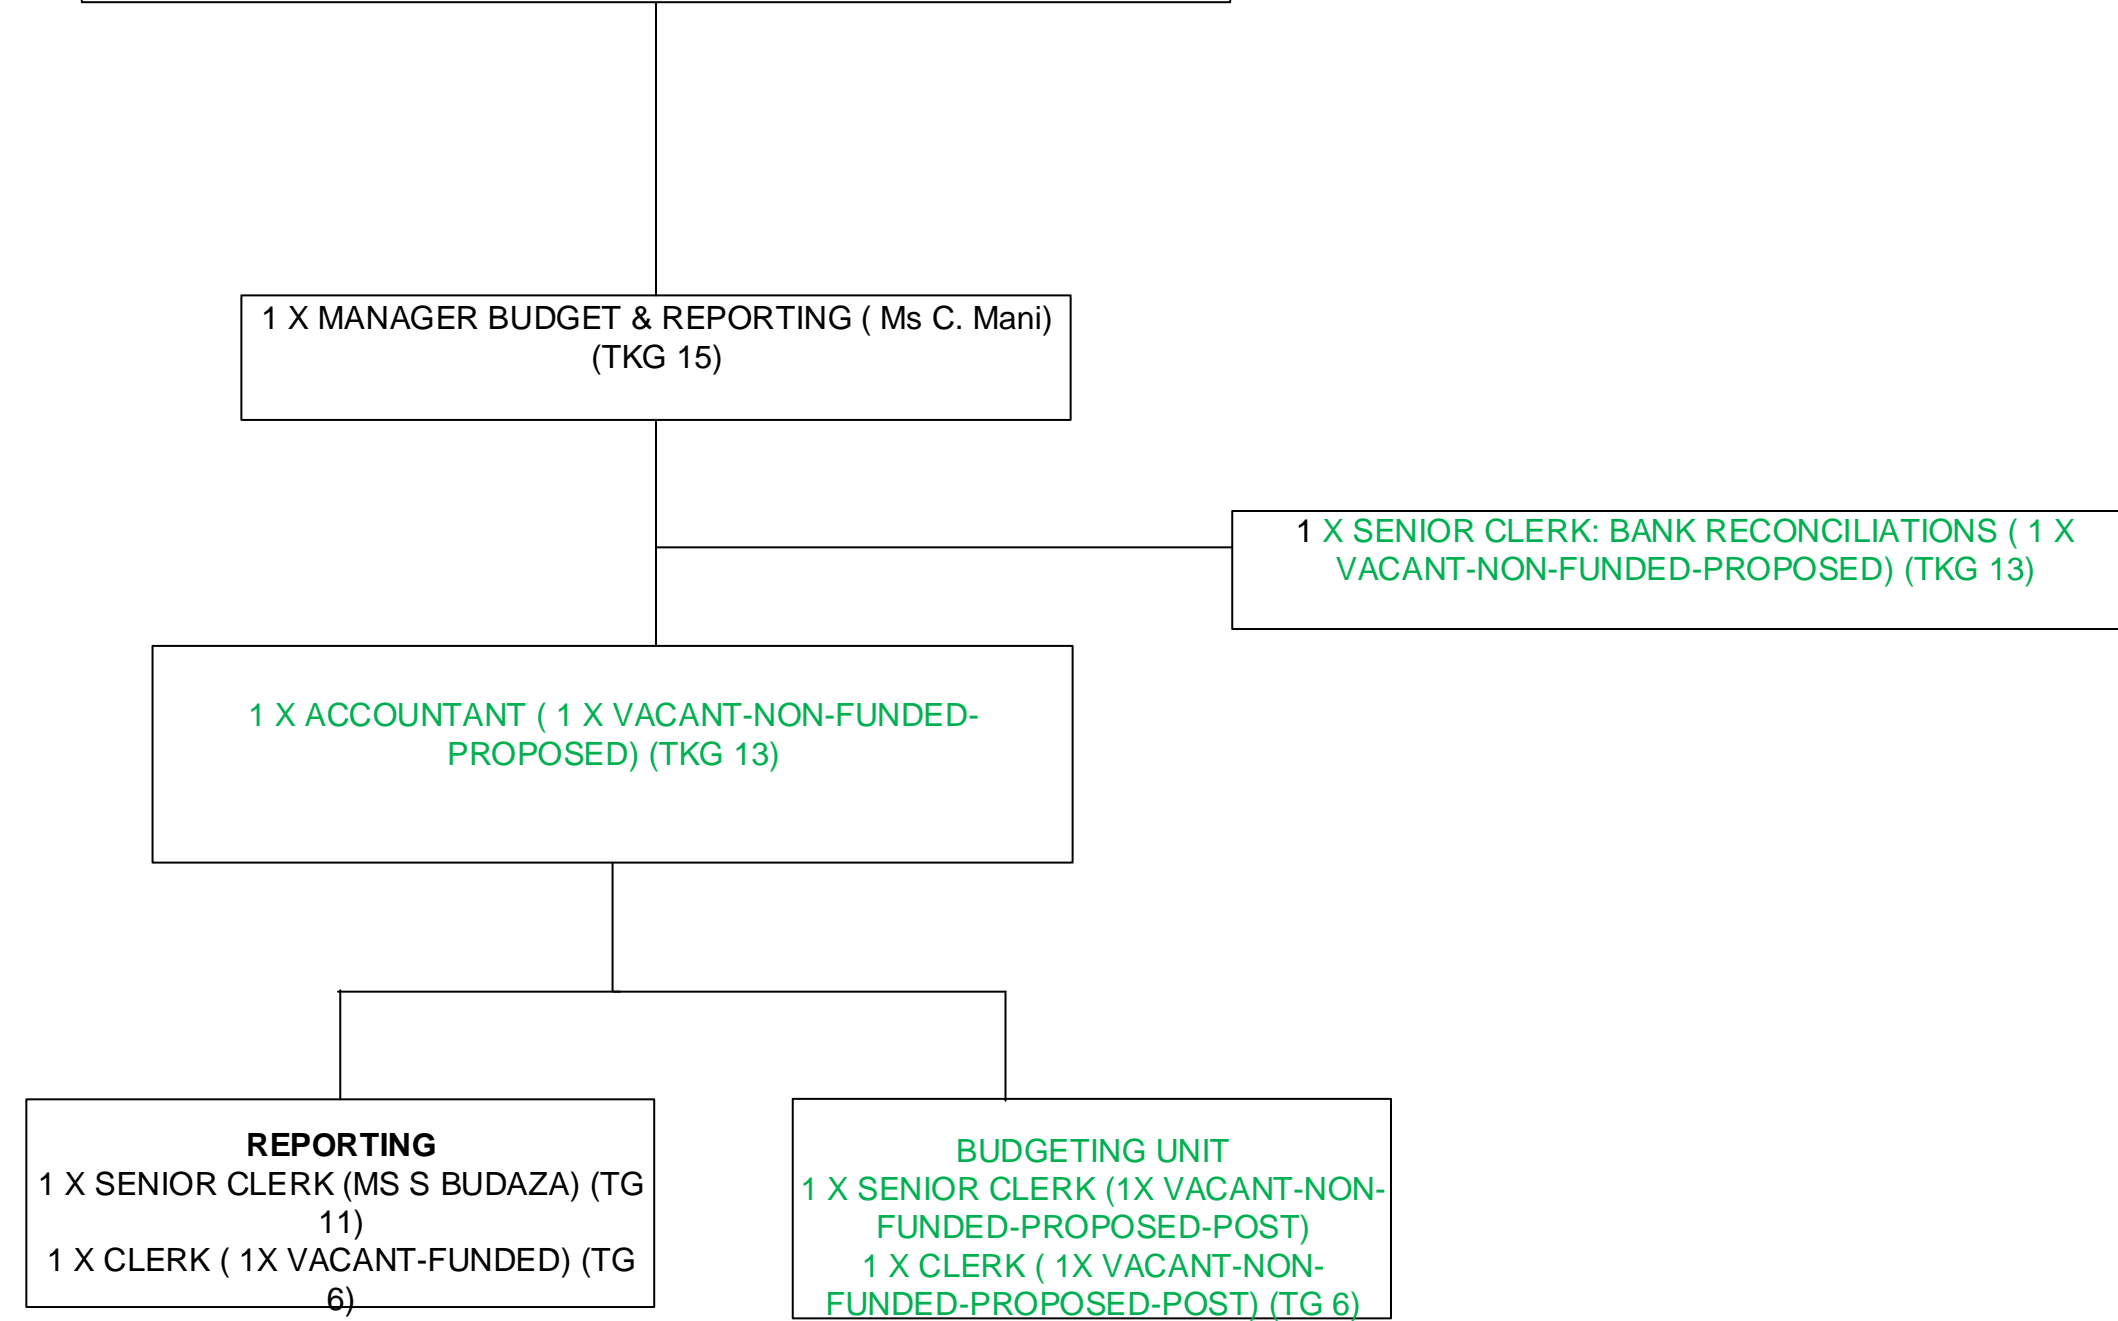 1 X MANAGER BUDGET & REPORTING ( Ms C. Mani)
(TKG 15)
1 X SENIOR CLERK: BANK RECONCILIATIONS ( 1 X
VACANT-NON-FUNDED-PROPOSED) (TKG 13)
1 X ACCOUNTANT ( 1 X VACANT-NON-FUNDED-
PROPOSED) (TKG 13)
REPORTING
1 X SENIOR CLERK (MS S BUDAZA) (TG
11)
1 X CLERK ( 1X VACANT-FUNDED) (TG
6)
BUDGETING UNIT
1 X SENIOR CLERK (1X VACANT-NON-
FUNDED-PROPOSED-POST)
1 X CLERK ( 1X VACANT-NON-
FUNDED-PROPOSED-POST) (TG 6)